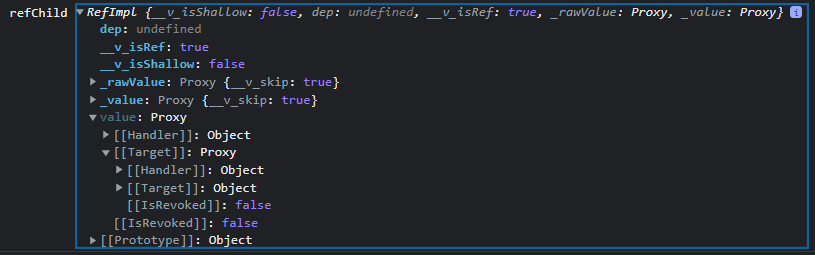 refChild ▼RefImpl {__v_isShallow: false, dep: undefined, __v_isRef: true, _rawValue: Proxy, _value: Proxy} i
dep: undefined
__v_isRef: true
__v_isShallow: false
▶_rawValue: Proxy {__v_skip: true}
▶_value: Proxy {__v_skip: true}
▼value: Proxy
▶[[Handler]]: Object
▼[[Target]]: Proxy
▶[[Handler]]: Object
▶[[Target]]: Object
[[IsRevoked]]: false
[[IsRevoked]]: false
▶[[Prototype]]: Object